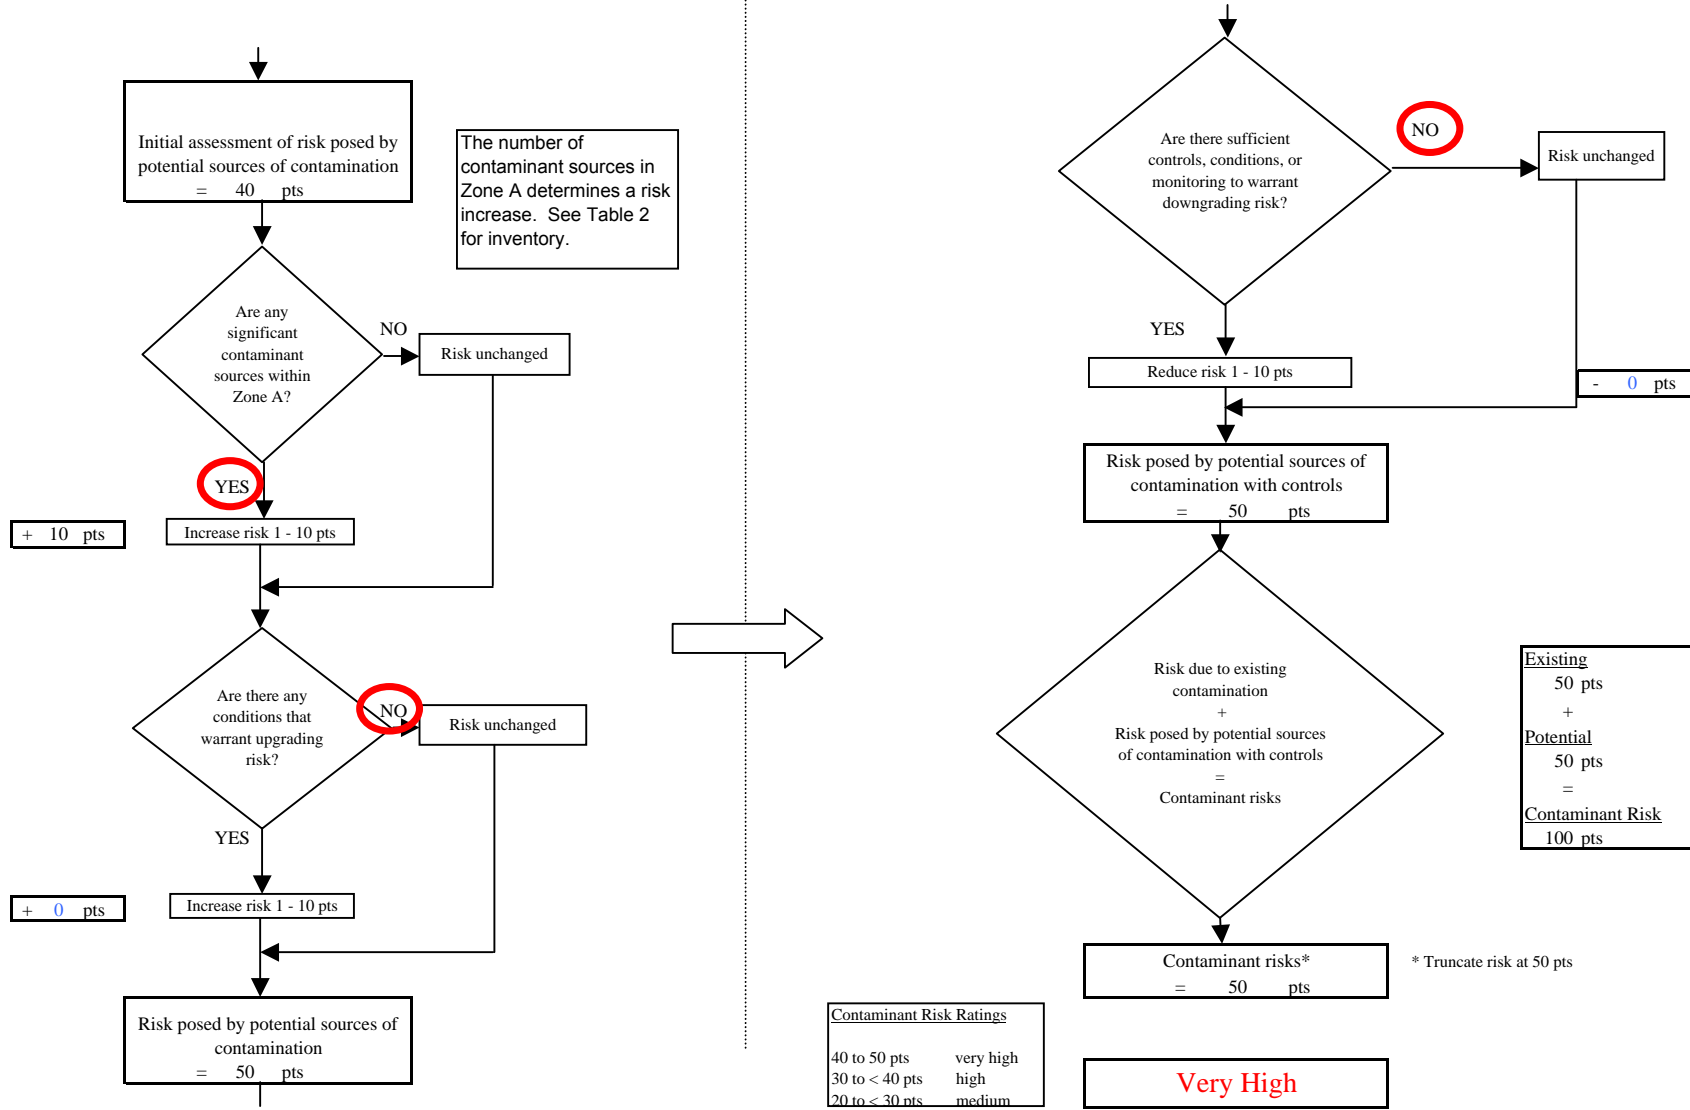 Initial assessment of risk posed by
potential sources of contamination
= 40 pts
The number of
contaminant sources in
Zone A determines a risk
increase. See Table 2
for inventory.
Are any
significant
contaminant
sources within
Zone A?
NO
Risk unchanged
YES
+ 10 pts
Increase risk 1 - 10 pts
Are there any
conditions that
warrant upgrading
risk?
NO
Risk unchanged
YES
+ 0 pts
Increase risk 1 - 10 pts
Risk posed by potential sources of
contamination
= 50 pts
Are there sufficient
controls, conditions, or
monitoring to warrant
downgrading risk?
NO
Risk unchanged
YES
Reduce risk 1 - 10 pts
- 0 pts
Risk posed by potential sources of
contamination with controls
= 50 pts
Risk due to existing
contamination
+
Risk posed by potential sources
of contamination with controls
=
Contaminant risks
Existing
50 pts
+
Potential
50 pts
=
Contaminant Risk
100 pts
Contaminant risks*
= 50 pts
* Truncate risk at 50 pts
Contaminant Risk Ratings
40 to 50 pts very high
30 to < 40 pts high
20 to < 30 pts medium
Very High